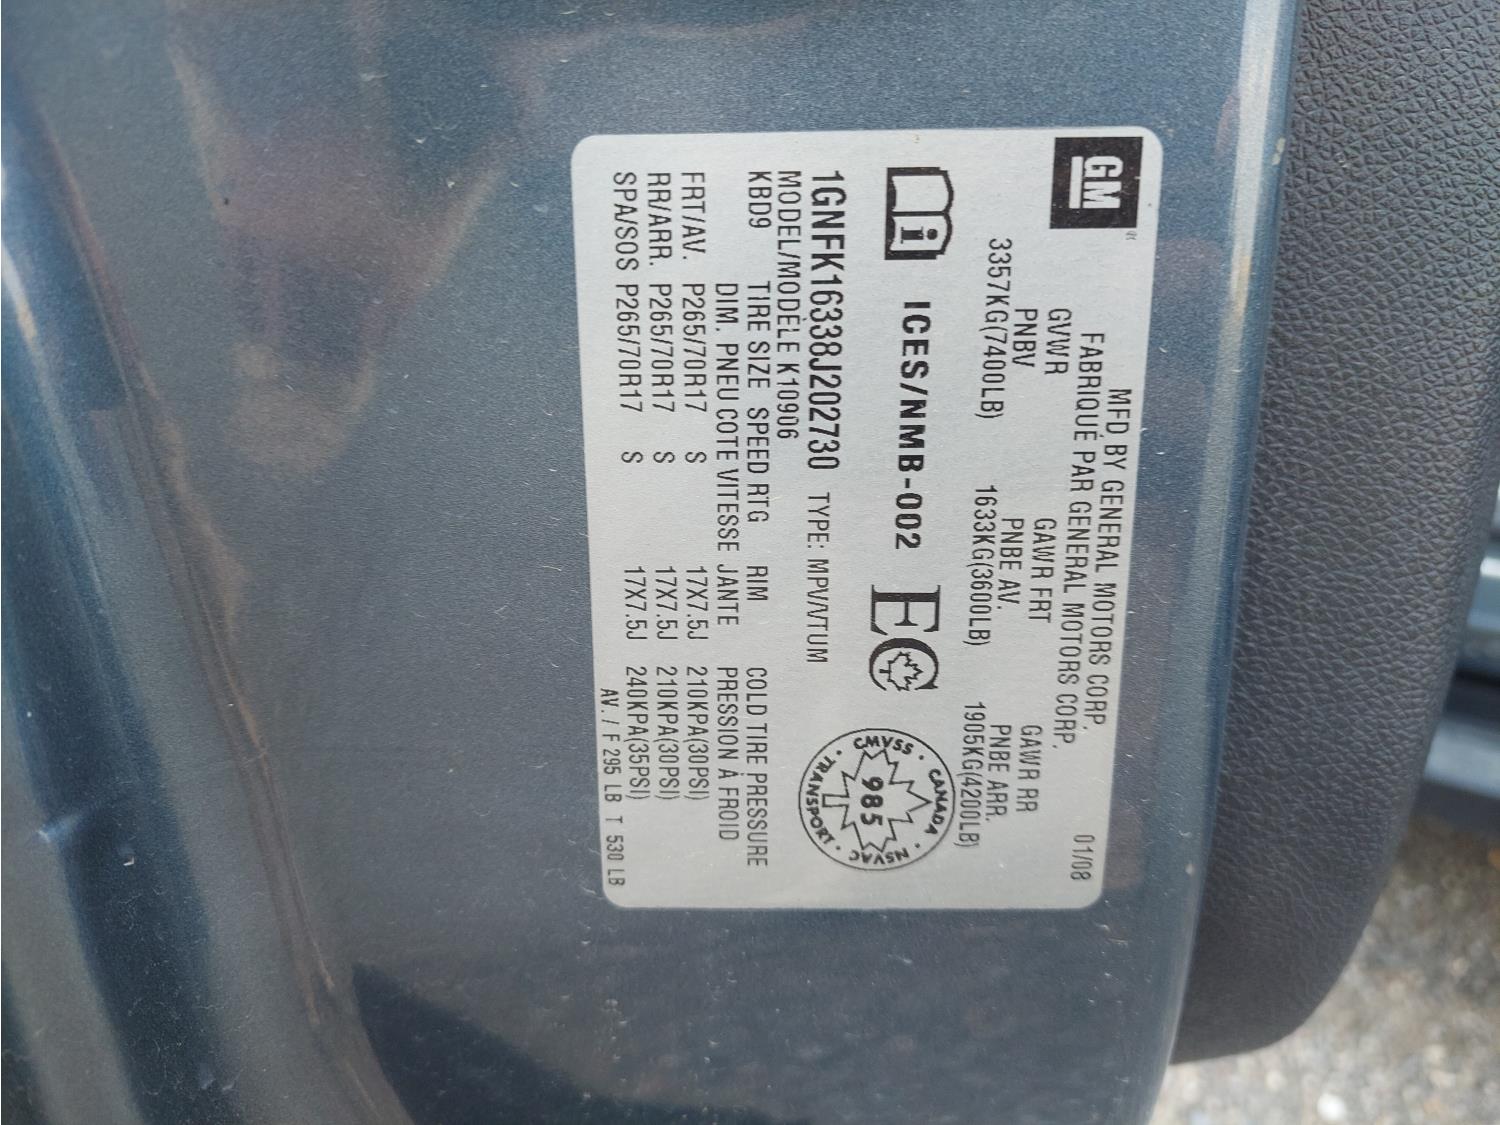 GM
MFD BY GENERAL MOTORS CORP.
FABRIQUÉ PAR GENERAL MOTORS CORP.
01/08
GVWR GAWR FRT GAWR RR
PNBV PNBE AV. PNBE ARR.
3357KG(7400LB) 1633KG(3600LB) 1905KG(4200LB)
i ICES/NMB-002 EC
CMVSS · CANADA · NSVAC · TRANSPORT ·
985
1GNFK16338J202730 TYPE: MPV/VTUM
MODEL/MODÈLE K10906
KBD9 TIRE SIZE SPEED RTG RIM COLD TIRE PRESSURE
DIM. PNEU COTE VITESSE JANTE PRESSION À FROID
FRT/AV. P265/70R17 S 17X7.5J 210KPA(30PSI)
RR/ARR. P265/70R17 S 17X7.5J 210KPA(30PSI)
SPA/SOS P265/70R17 S 17X7.5J 240KPA(35PSI)
AV. / F 295 LB T 530 LB